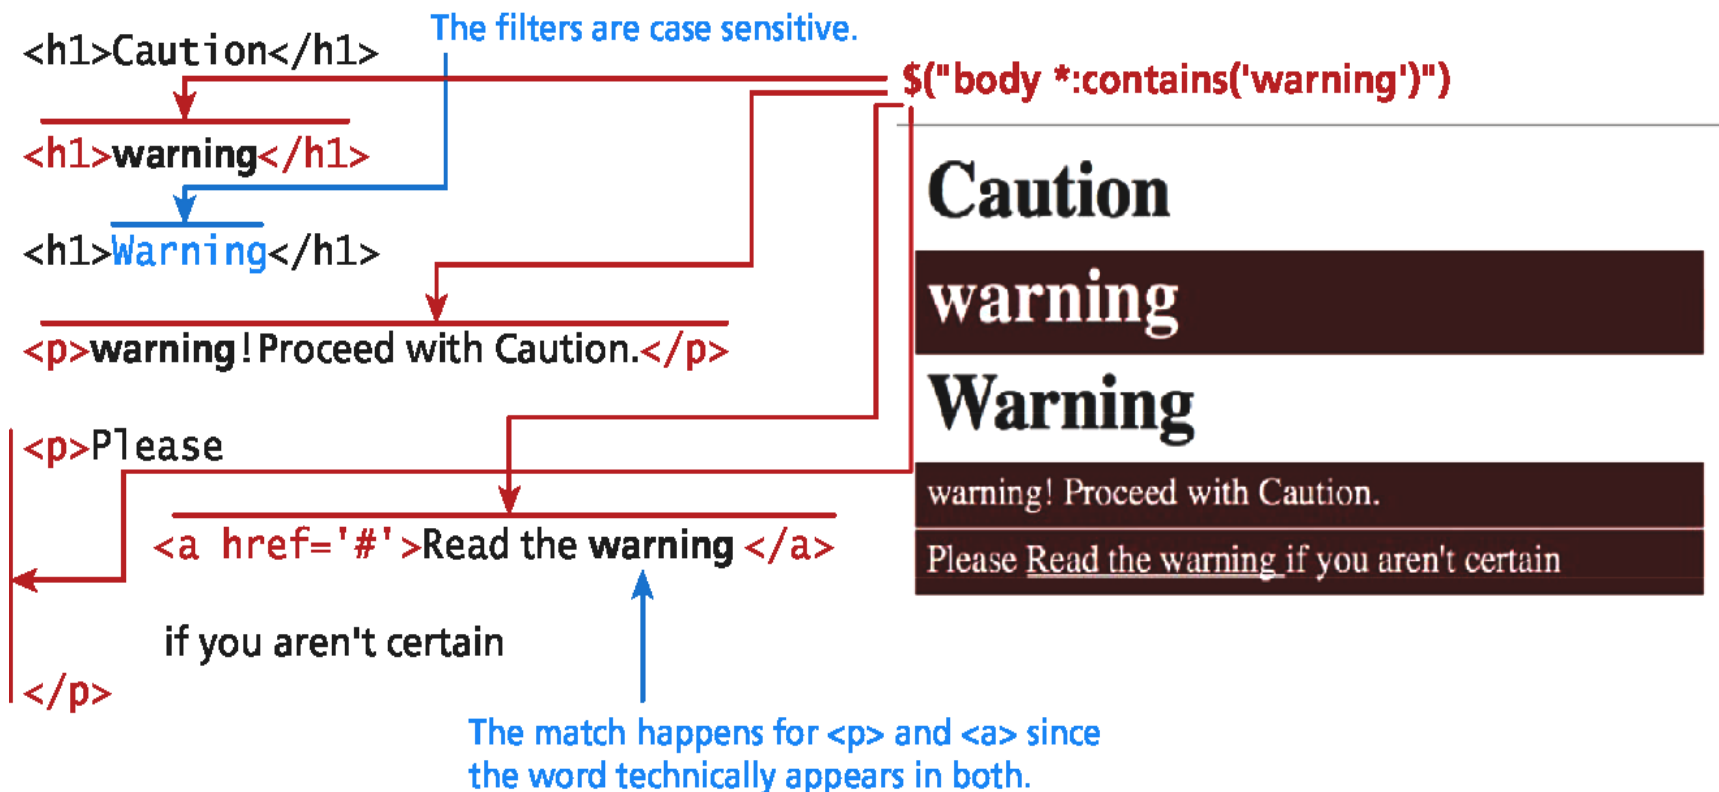 The filters are case sensitive.
<h1>Caution</h1>
$("body *:contains('warning')")
<h1>warning</h1>
<h1>Warning</h1>
<p>warning!Proceed with Caution.</p>
<p>Please
<a href='#'>Read the warning </a>
if you aren't certain
</p>
The match happens for <p> and <a> since
the word technically appears in both.
Caution
warning
Warning
warning! Proceed with Caution.
Please Read the warning if you aren't certain